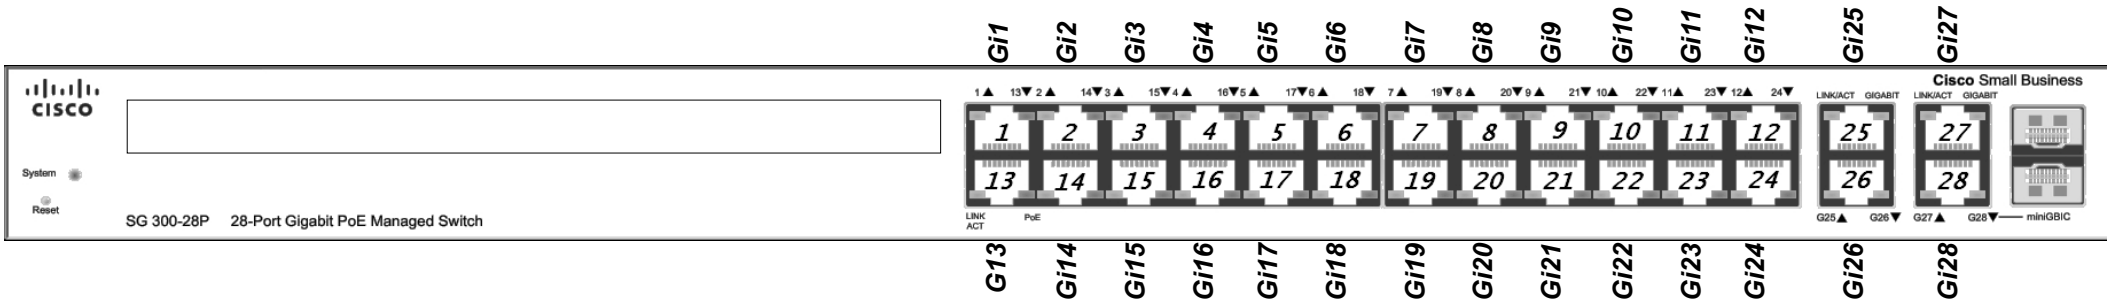 Gi1 Gi2 Gi3 Gi4 Gi5 Gi6 Gi7 Gi8 Gi9 Gi10 Gi11 Gi12 Gi25 Gi27
Cisco Small Business
CISCO
1▲ 13▼ 2▲ 14▼ 3▲ 15▼ 4▲ 16▼ 5▲ 17▼ 6▲ 18▼ 7▲ 19▼ 8▲ 20▼ 9▲ 21▼ 10▲ 22▼ 11▲ 23▼ 12▲ 24▼ LINK/ACT GIGABIT LINK/ACT GIGABIT
1 2 3 4 5 6 7 8 9 10 11 12 25 27
System
13 14 15 16 17 18 19 20 21 22 23 24 26 28
Reset
SG 300-28P 28-Port Gigabit PoE Managed Switch
LINK PoE G25▲ G26▼ G27▲ G28▼ miniGBIC
ACT
G13 Gi14 Gi15 Gi16 Gi17 Gi18 Gi19 Gi20 Gi21 Gi22 Gi23 Gi24 Gi26 Gi28